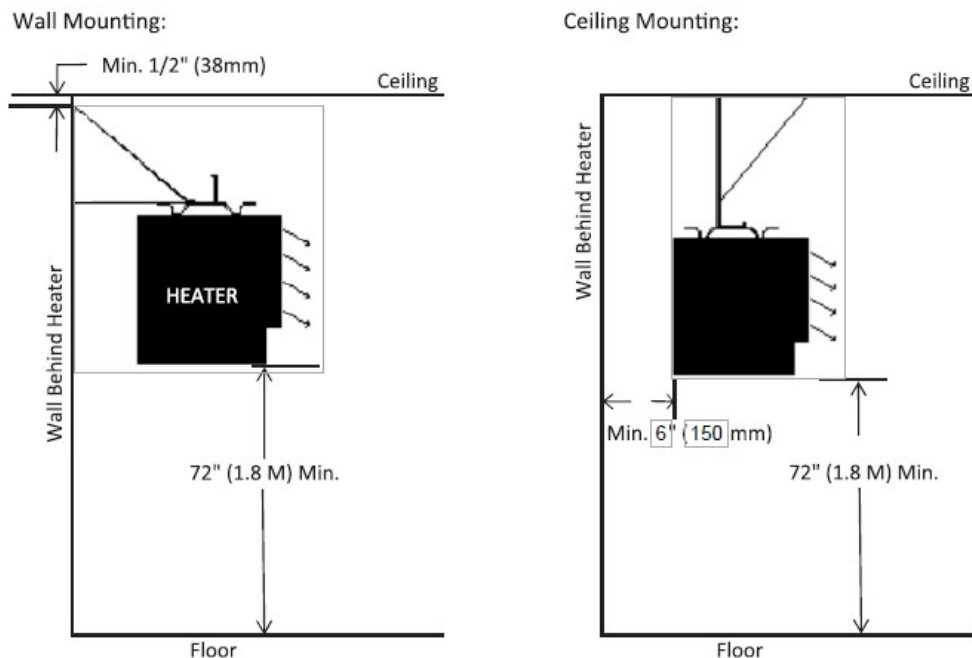 Wall Mounting:
Min. 1/2" (38mm)
Ceiling
Wall Behind Heater
HEATER
72" (1.8 M) Min.
Floor
Ceiling Mounting:
Ceiling
Wall Behind Heater
Min. 6" (150 mm)
72" (1.8 M) Min.
Floor